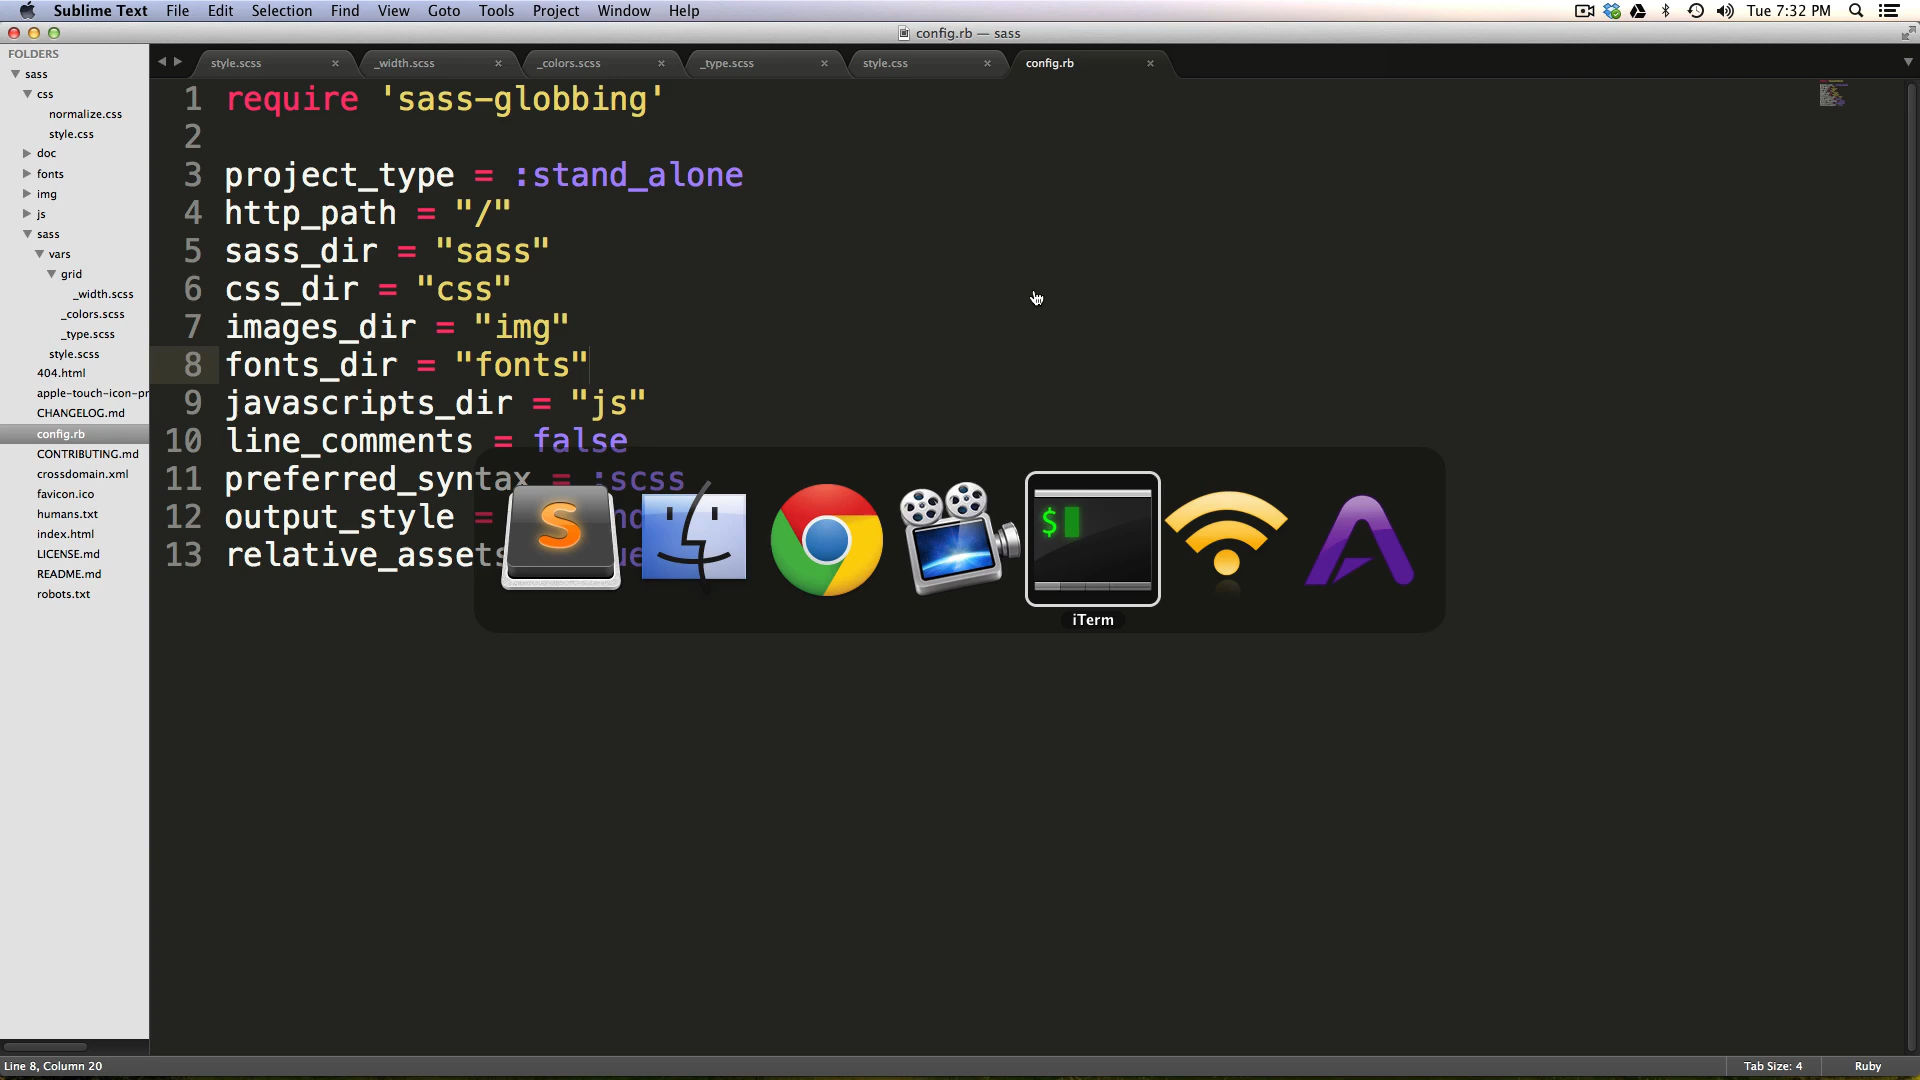 Sublime Text File Edit Selection Find View Goto Tools Project Window Help Tue 7:32 PM
config.rb — sass
FOLDERS
sass
css
normalize.css
style.css
doc
fonts
img
js
sass
vars
grid
_width.scss
_colors.scss
_type.scss
style.scss
404.html
apple-touch-icon-pr
CHANGELOG.md
config.rb
CONTRIBUTING.md
crossdomain.xml
favicon.ico
humans.txt
index.html
LICENSE.md
README.md
robots.txt
style.scss _width.scss _colors.scss _type.scss style.css config.rb
1 require 'sass-globbing'
2
3 project_type = :stand_alone
4 http_path = "/"
5 sass_dir = "sass"
6 css_dir = "css"
7 images_dir = "img"
8 fonts_dir = "fonts"
9 javascripts_dir = "js"
10 line_comments = false
11 preferred_syntax = :scss
12 output_style =
13 relative_assets
S
$
iTerm
Line 8, Column 20 Tab Size: 4 Ruby